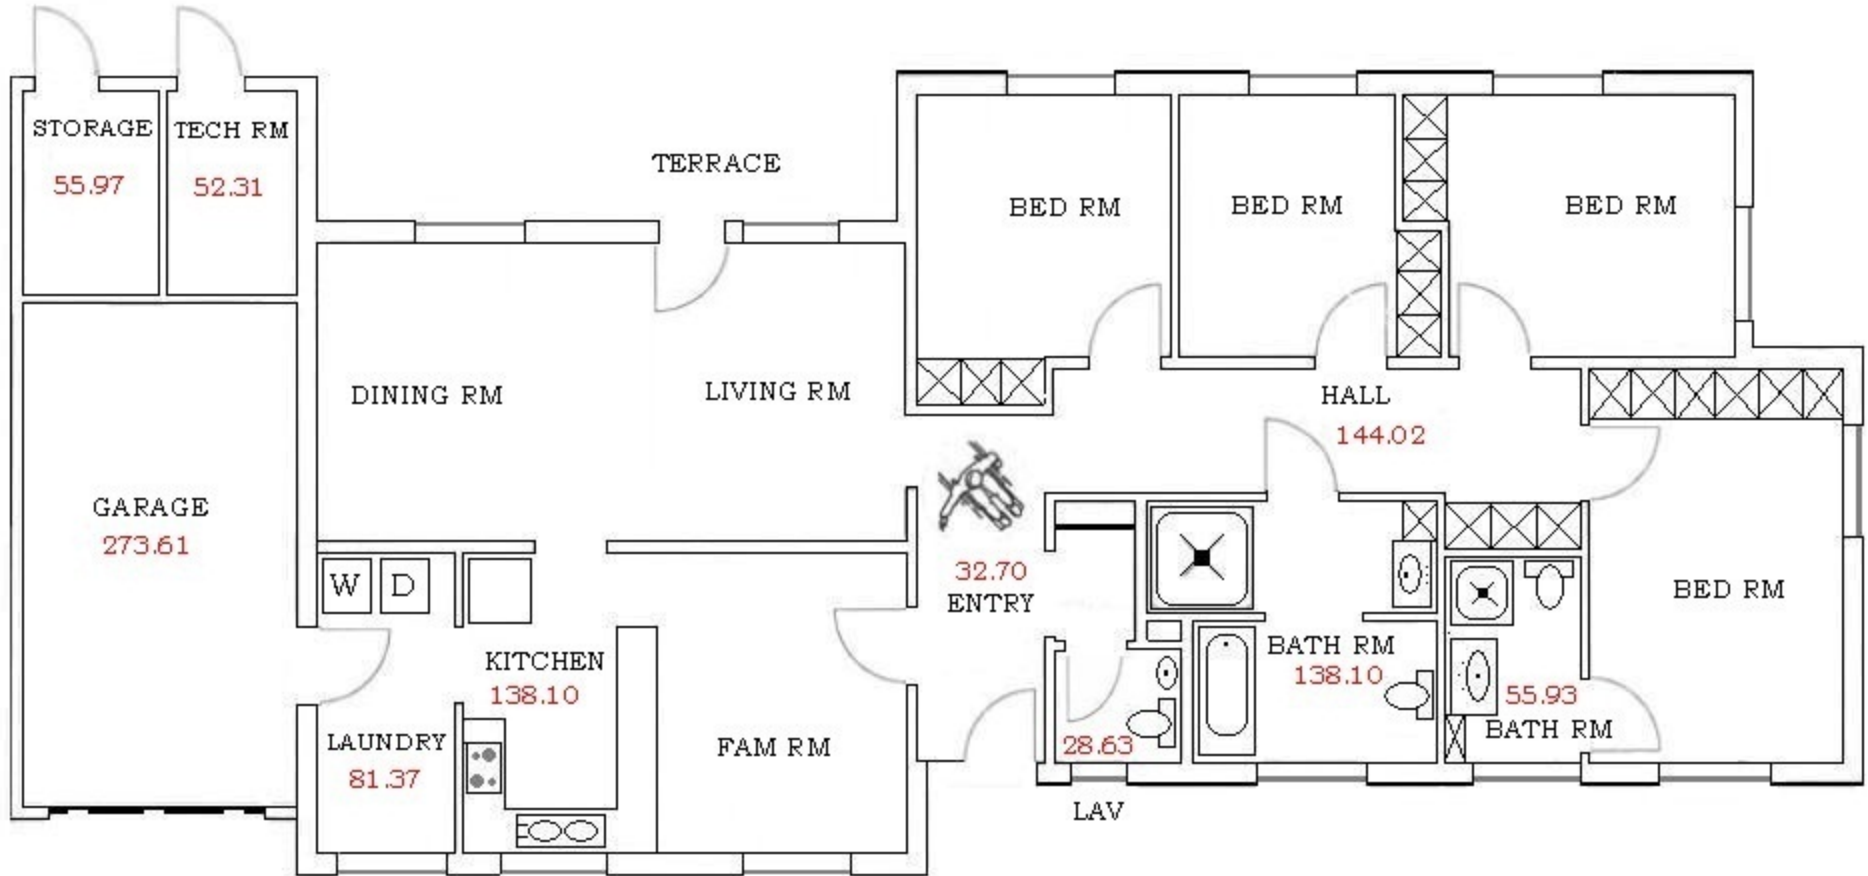 STORAGE
55.97
TECH RM
52.31
TERRACE
BED RM
BED RM
BED RM
DINING RM
LIVING RM
HALL
144.02
GARAGE
273.61
W
D
32.70
ENTRY
BED RM
KITCHEN
138.10
BATH RM
138.10
55.93
BATH RM
LAUNDRY
81.37
FAM RM
28.63
LAV